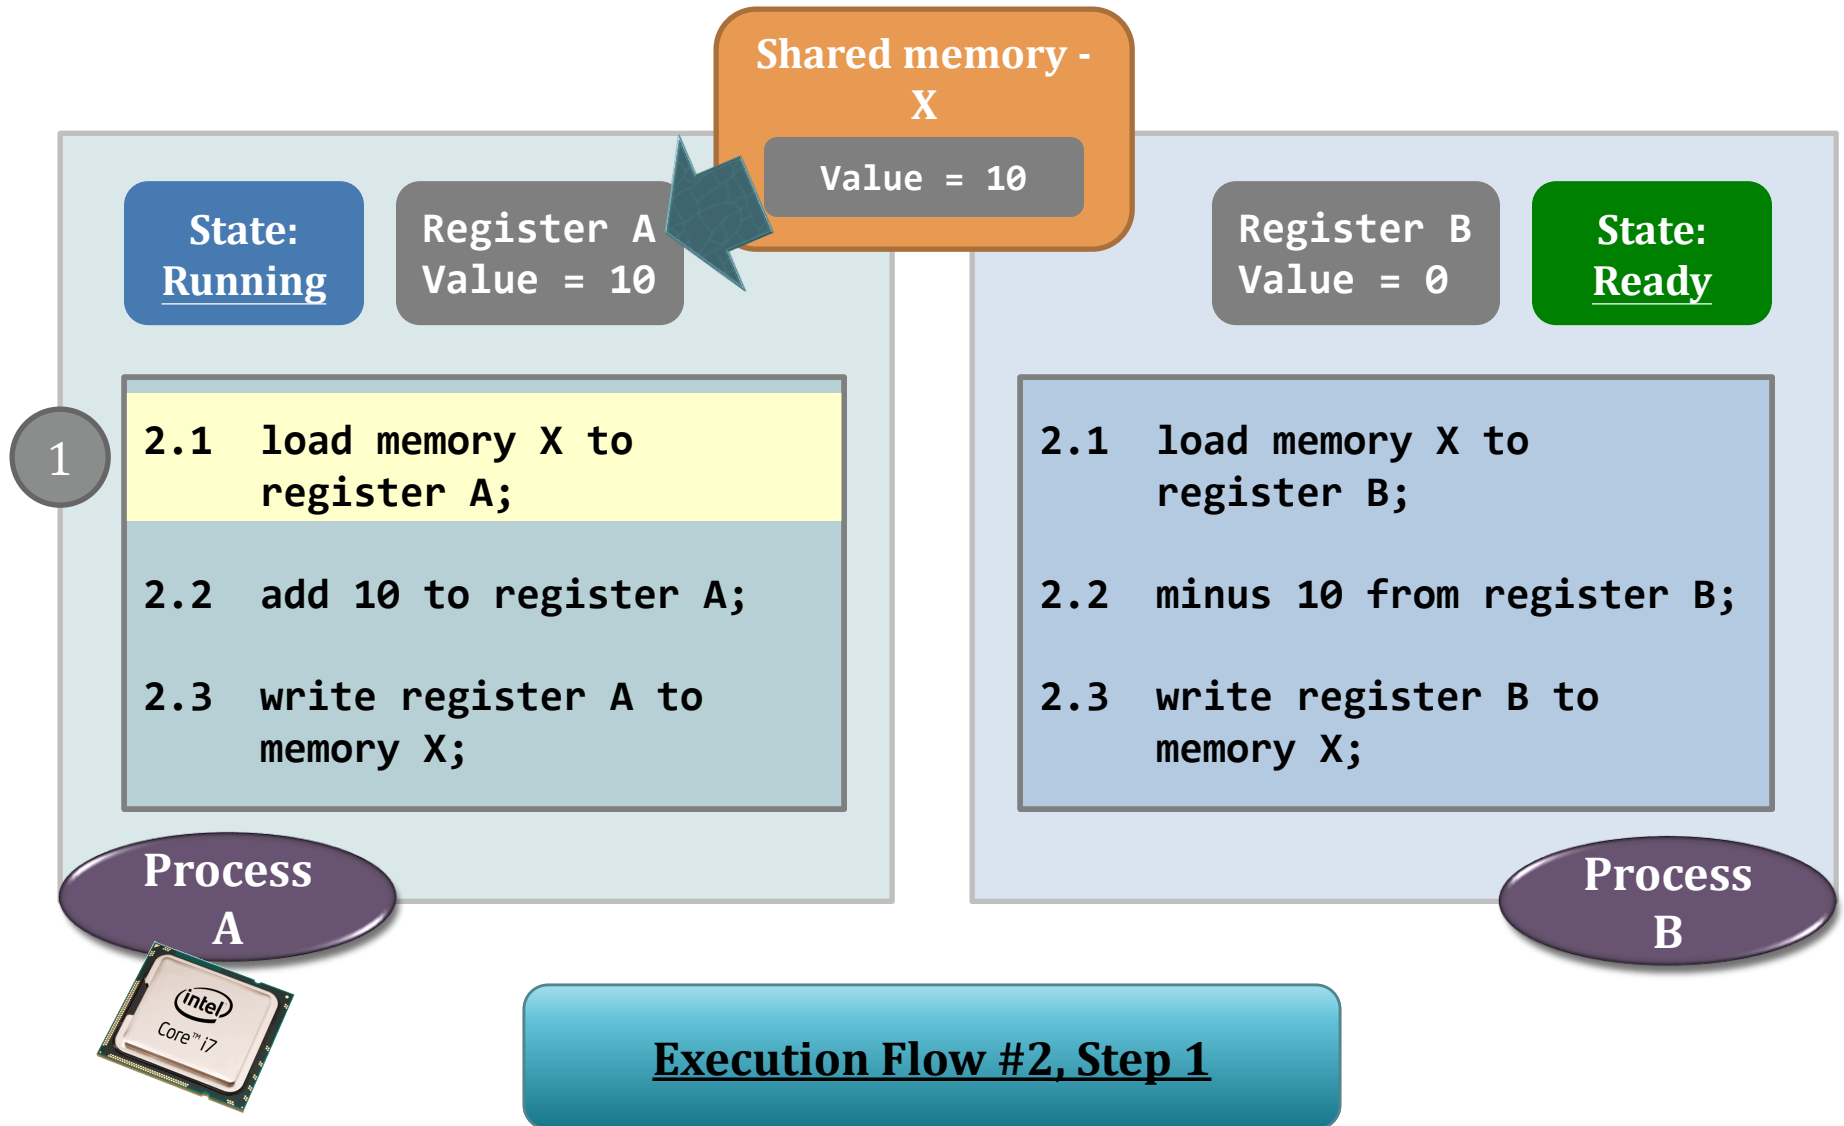 Shared memory -
X
Value = 10
State:
Running
Register A
Value = 10
Register B
Value = 0
State:
Ready
1
2.1 load memory X to
register A;
2.2 add 10 to register A;
2.3 write register A to
memory X;
2.1 load memory X to
register B;
2.2 minus 10 from register B;
2.3 write register B to
memory X;
Process
A
Process
B
intel
Core™ i7
Execution Flow #2, Step 1